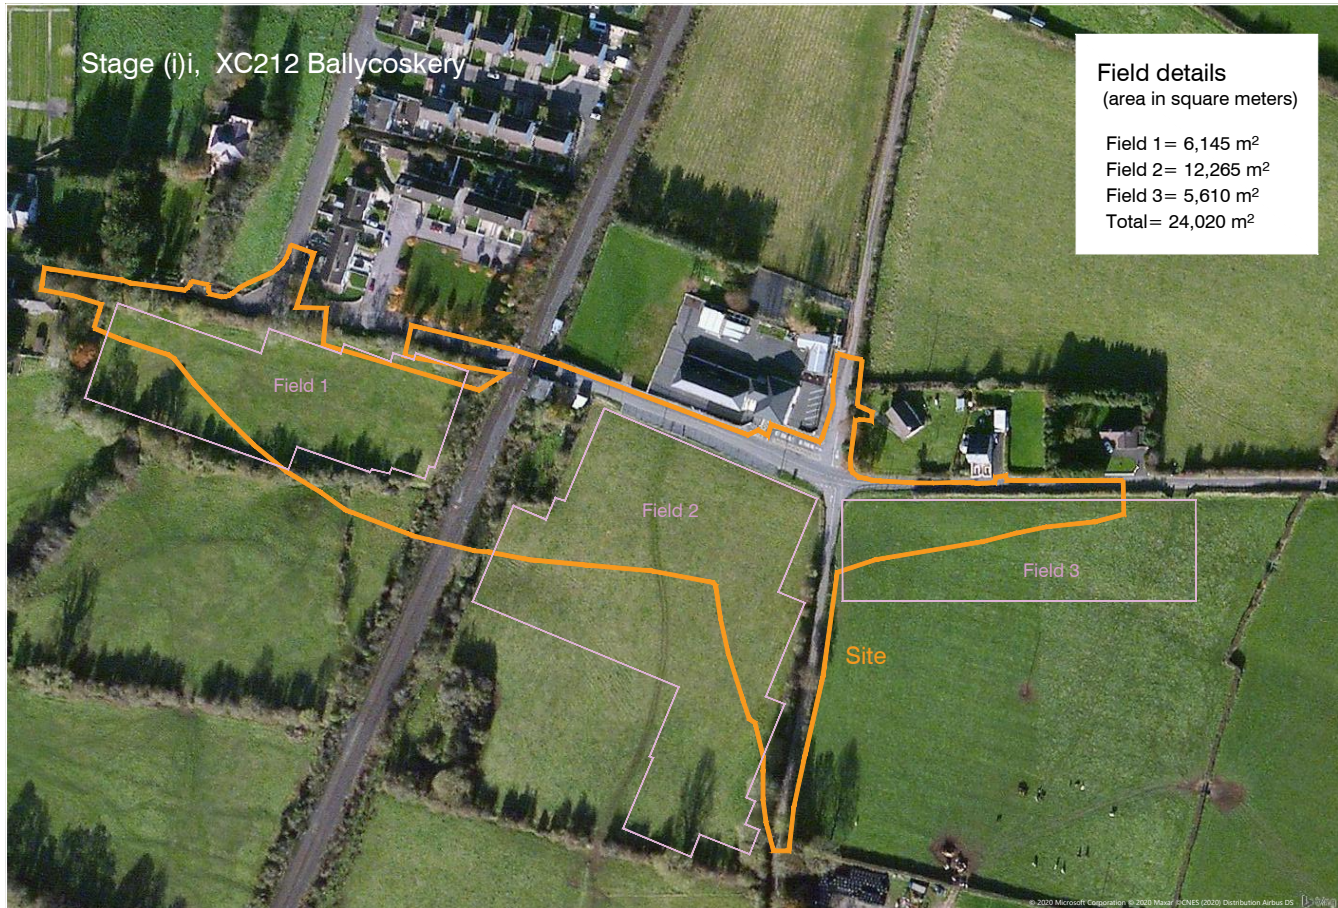 Stage (i)i, XC212 Ballycoskery
Field details
(area in square meters)
Field 1= 6,145 m²
Field 2= 12,265 m²
Field 3= 5,610 m²
Total= 24,020 m²
Field 1
Field 2
Field 3
Site
© 2020 Microsoft Corporation © 2020 Maxar ©CNES (2020) Distribution Airbus DS